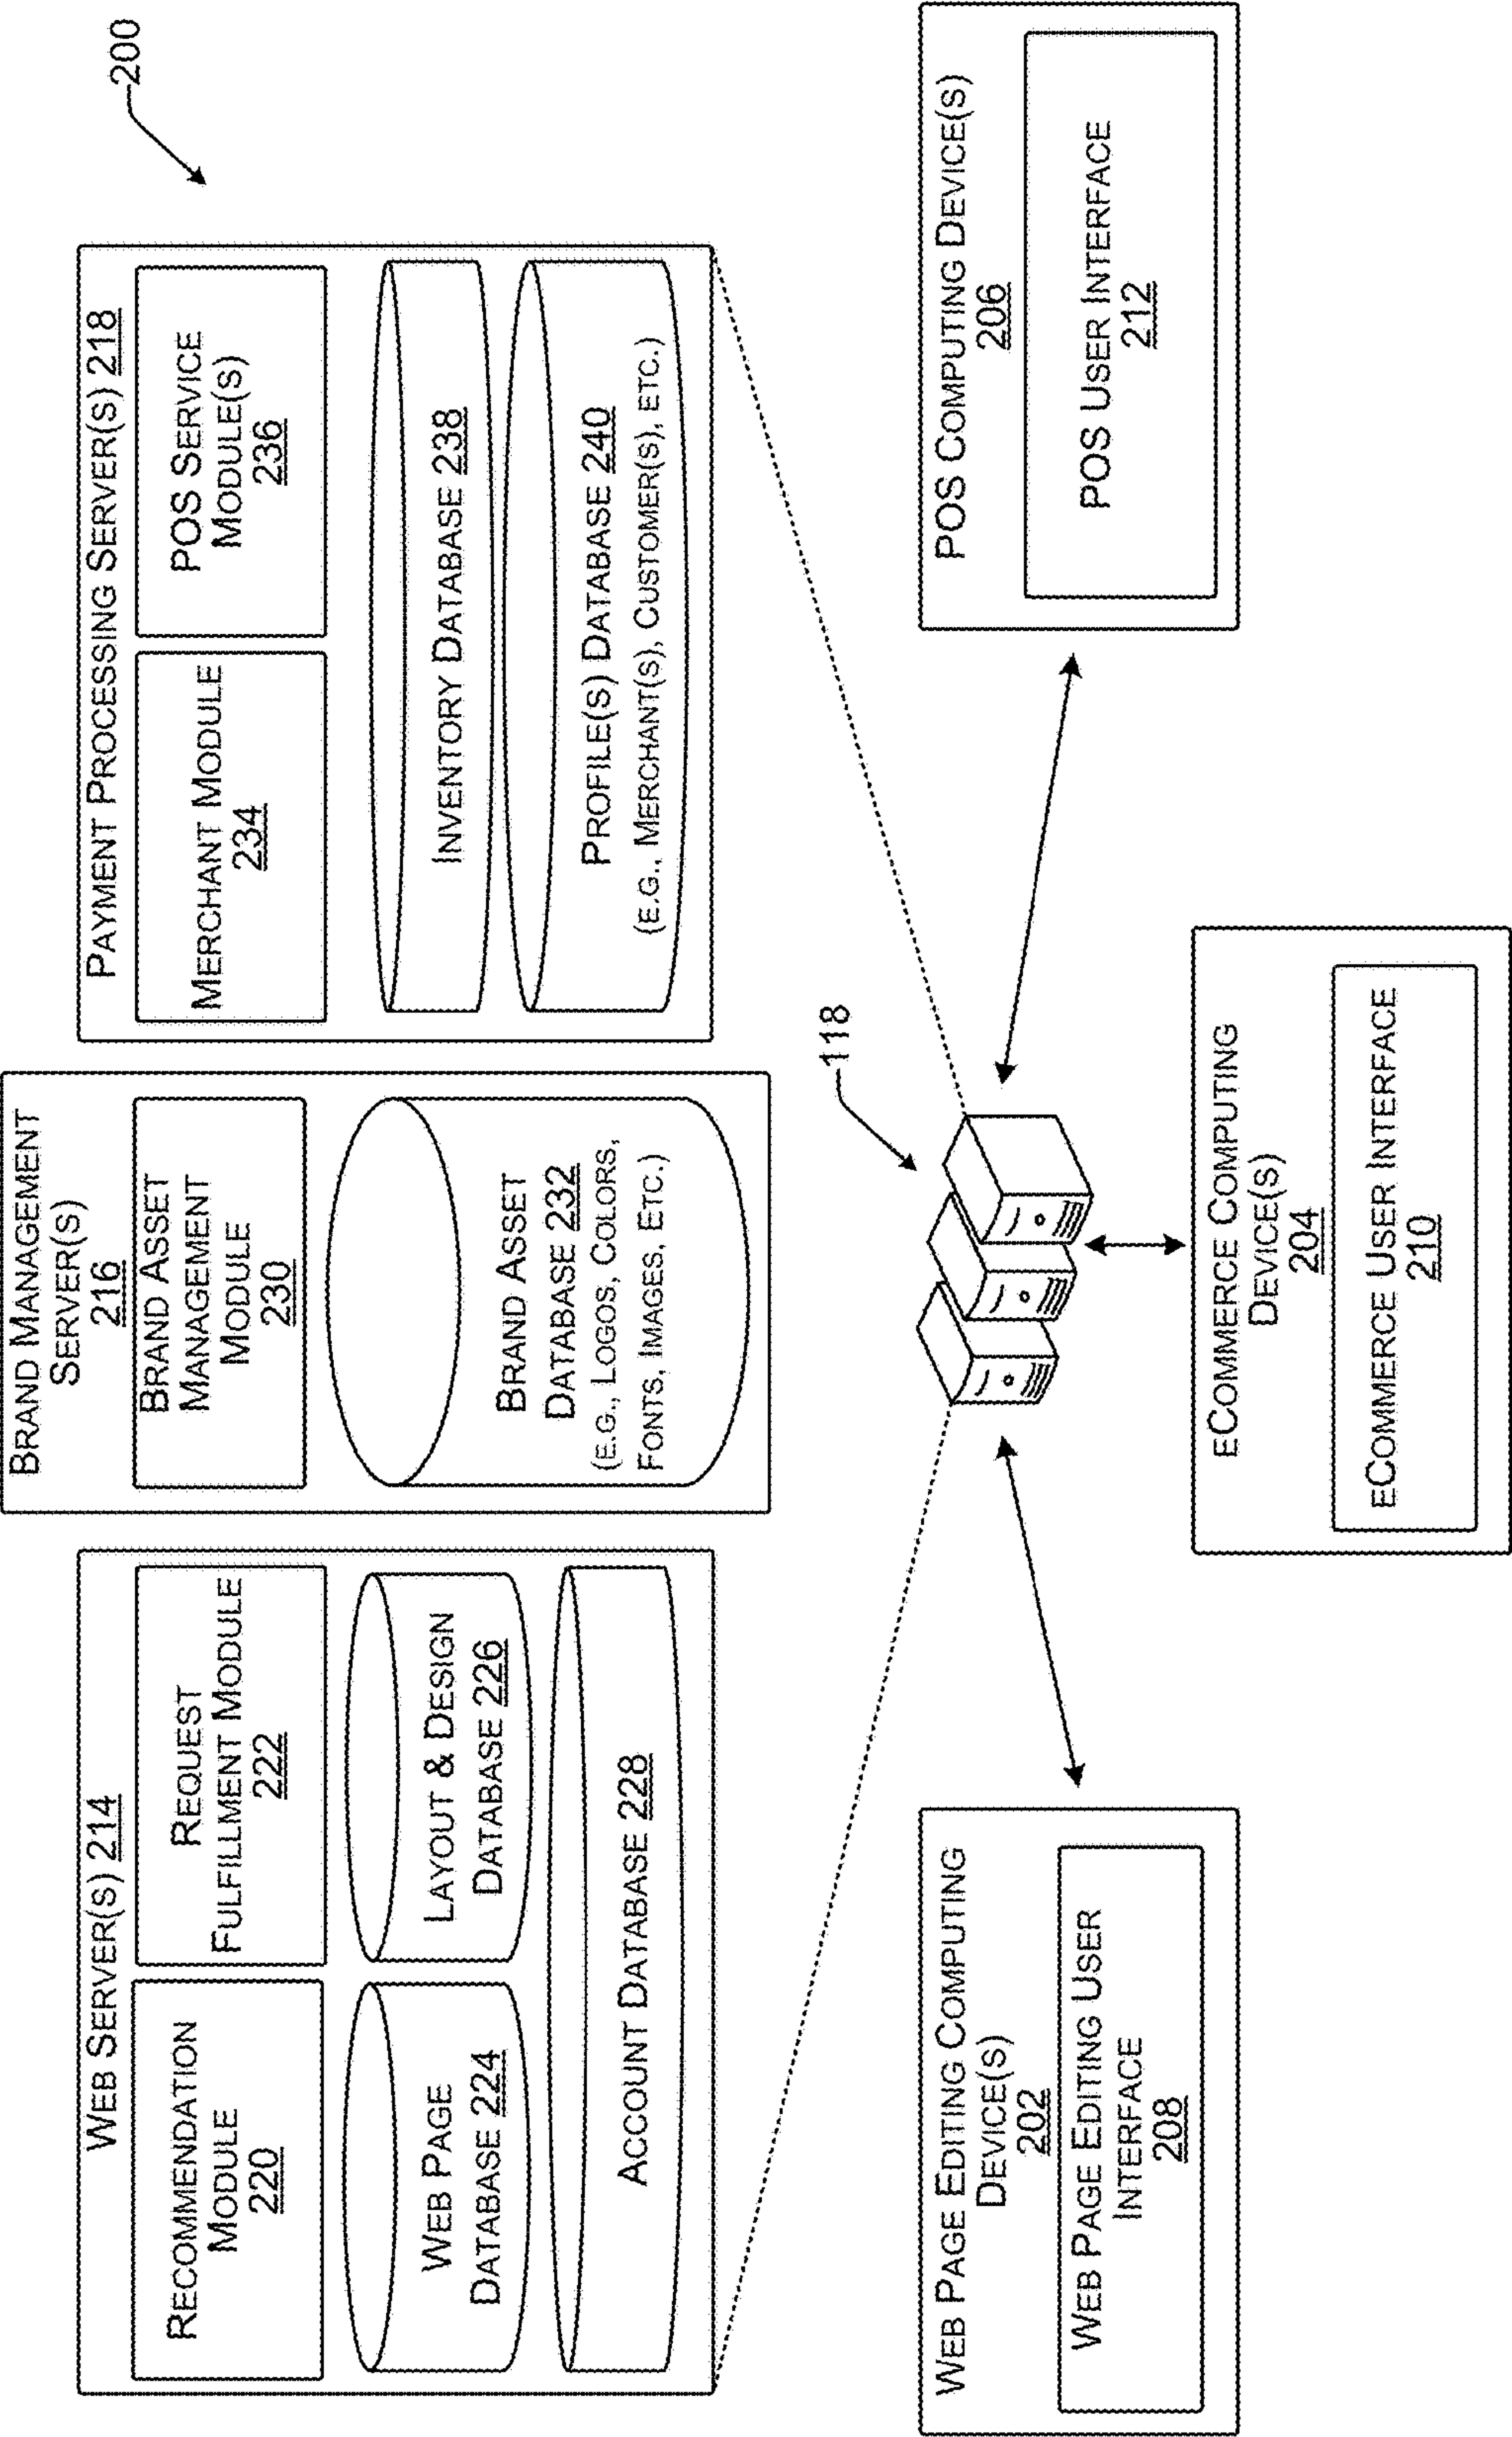 200
WEB SERVER(S) 214
RECOMMENDATION
MODULE
220
REQUEST
FULFILLMENT MODULE
222
WEB PAGE
DATABASE 224
LAYOUT & DESIGN
DATABASE 226
ACCOUNT DATABASE 228
BRAND MANAGEMENT
SERVER(S)
216
BRAND ASSET
MANAGEMENT
MODULE
230
BRAND ASSET
DATABASE 232
(E.G., LOGOS, COLORS,
FONTS, IMAGES, ETC.)
PAYMENT PROCESSING SERVER(S) 218
MERCHANT MODULE
234
POS SERVICE
MODULE(S)
236
INVENTORY DATABASE 238
PROFILE(S) DATABASE 240
(E.G., MERCHANT(S), CUSTOMER(S), ETC.)
118
WEB PAGE EDITING COMPUTING
DEVICE(S)
202
WEB PAGE EDITING USER
INTERFACE
208
ECOMMERCE COMPUTING
DEVICE(S)
204
ECOMMERCE USER INTERFACE
210
POS COMPUTING DEVICE(S)
206
POS USER INTERFACE
212